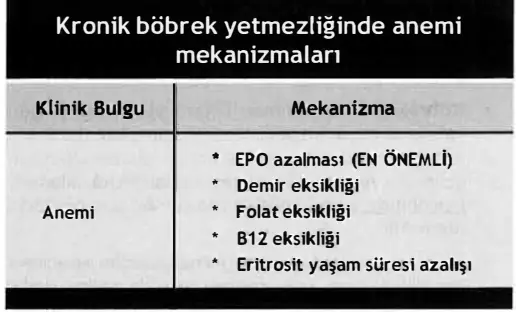 Kronik böbrek yetmezliğinde anemi
mekanizmaları
Klinik Bulgu
Mekanizma
Anemi
* EPO azalması (EN ÖNEMLİ)
* Demir eksikliği
* Folat eksikliği
* B12 eksikliği
* Eritrosit yaşam süresi azalışı